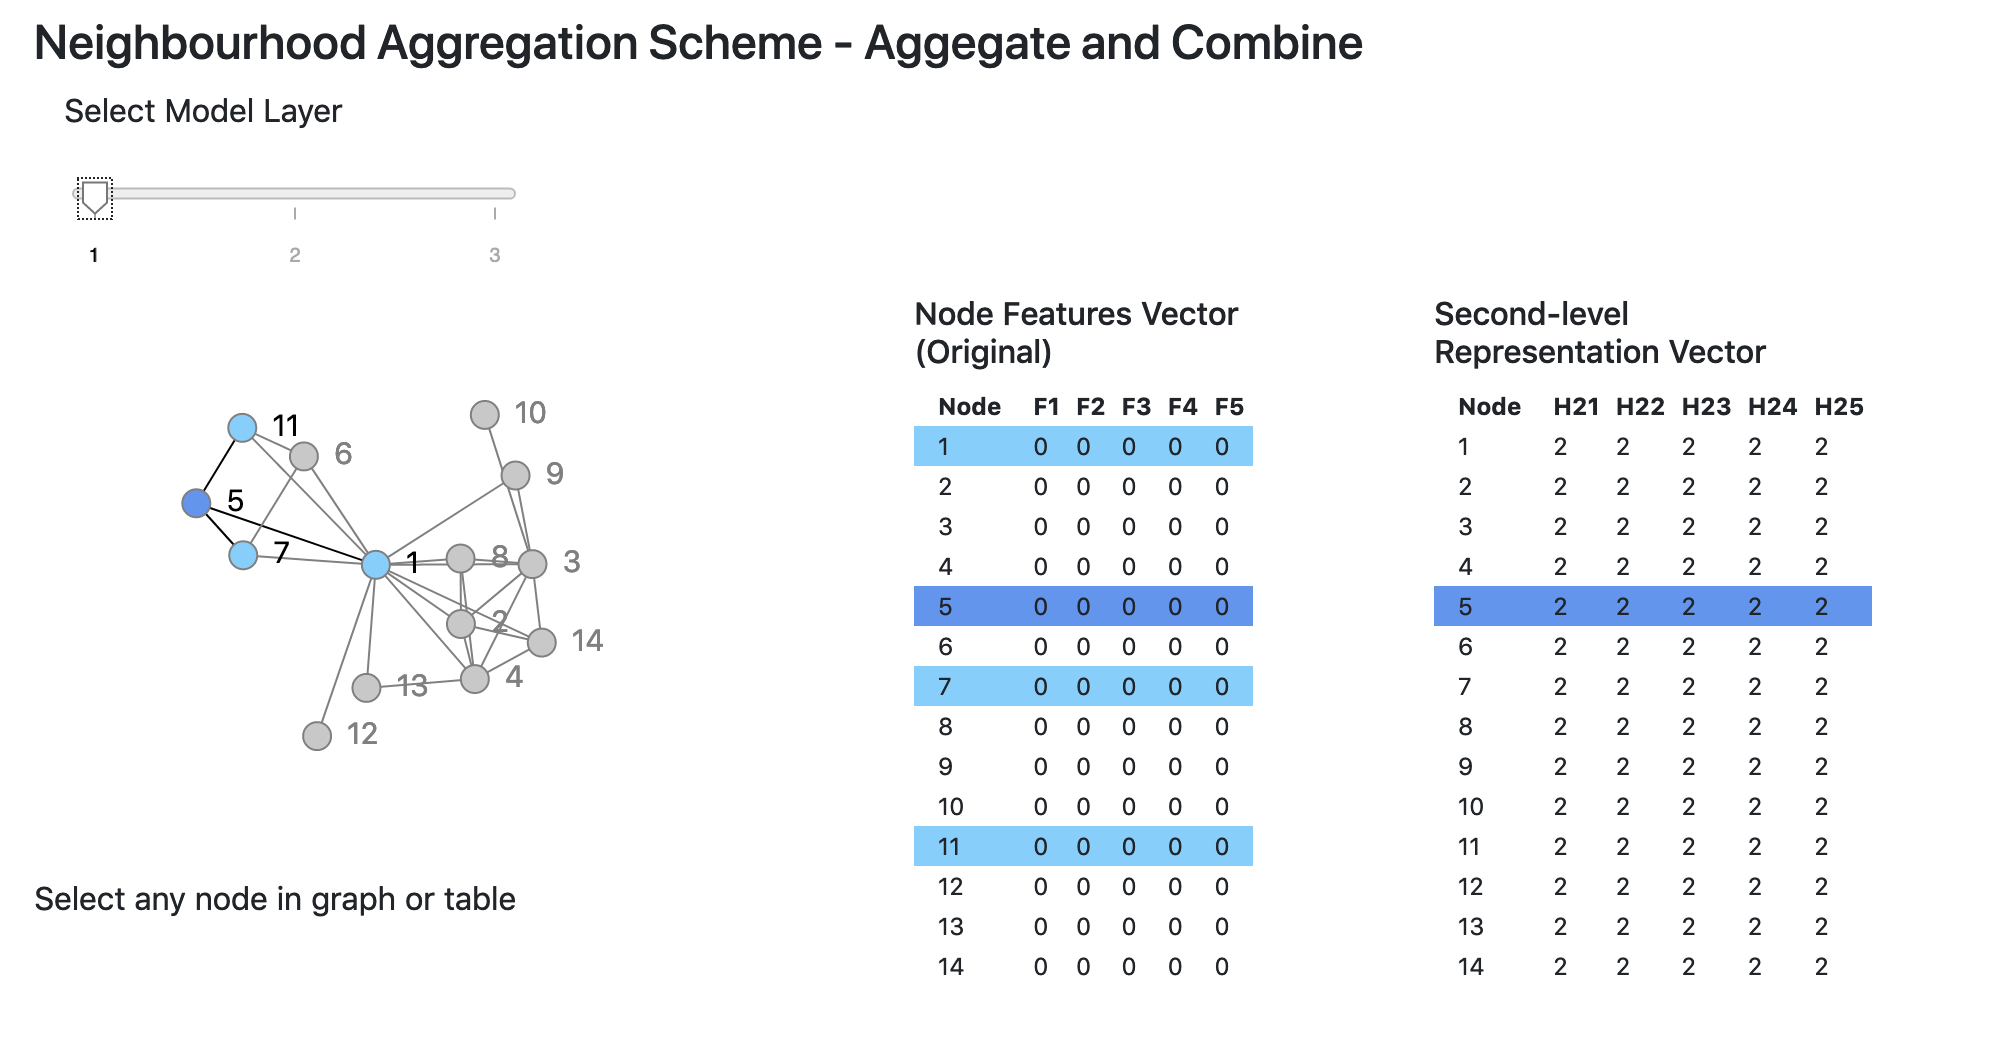 Neighbourhood Aggregation Scheme - Aggegate and Combine
Select Model Layer
1 2 3
11
6
5
7
10
9
1
8
3
2
14
13
4
12
Select any node in graph or table
Node Features Vector
(Original)
Node F1 F2 F3 F4 F5
1 0 0 0 0 0
2 0 0 0 0 0
3 0 0 0 0 0
4 0 0 0 0 0
5 0 0 0 0 0
6 0 0 0 0 0
7 0 0 0 0 0
8 0 0 0 0 0
9 0 0 0 0 0
10 0 0 0 0 0
11 0 0 0 0 0
12 0 0 0 0 0
13 0 0 0 0 0
14 0 0 0 0 0
Second-level
Representation Vector
Node H21 H22 H23 H24 H25
1 2 2 2 2 2
2 2 2 2 2 2
3 2 2 2 2 2
4 2 2 2 2 2
5 2 2 2 2 2
6 2 2 2 2 2
7 2 2 2 2 2
8 2 2 2 2 2
9 2 2 2 2 2
10 2 2 2 2 2
11 2 2 2 2 2
12 2 2 2 2 2
13 2 2 2 2 2
14 2 2 2 2 2